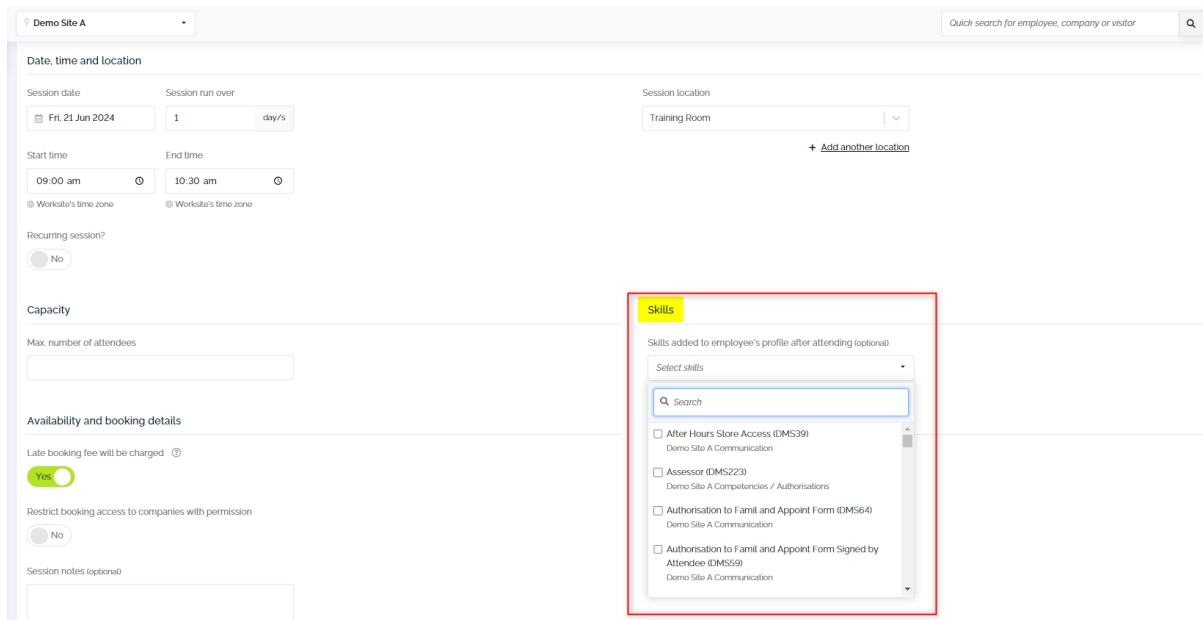 Demo Site A
Quick search for employee, company or visitor
Date, time and location
Session date
Session run over
Session location
Fri, 21 Jun 2024
1
day/s
Training Room
+ Add another location
Start time
End time
09:00 am
10:30 am
Worksite's time zone
Worksite's time zone
Recurring session?
No
Capacity
Max. number of attendees
Skills
Skills added to employee's profile after attending (optional)
Select skills
Search
After Hours Store Access (DMS39)
Demo Site A Communication
Assessor (DMS223)
Demo Site A Competencies / Authorisations
Authorisation to Famil and Appoint Form (DMS64)
Demo Site A Communication
Authorisation to Famil and Appoint Form Signed by
Attendee (DMS59)
Demo Site A Communication
Availability and booking details
Late booking fee will be charged
Yes
Restrict booking access to companies with permission
No
Session notes (optional)